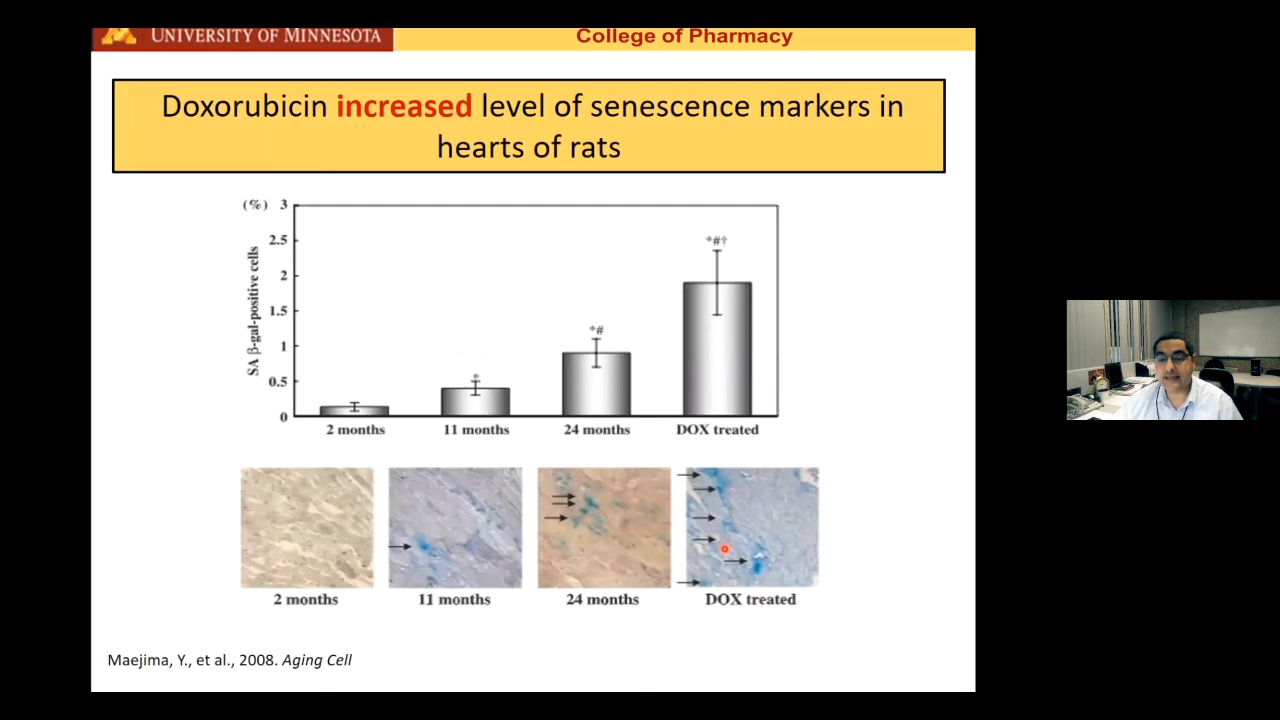 UNIVERSITY OF MINNESOTA
College of Pharmacy
Doxorubicin increased level of senescence markers in
hearts of rats
(%)
3
2.5
2
1.5
1
0.5
0
SA β-gal-positive cells
*
*#
*#†
2 months
11 months
24 months
DOX treated
2 months
11 months
24 months
DOX treated
Maejima, Y., et al., 2008. Aging Cell